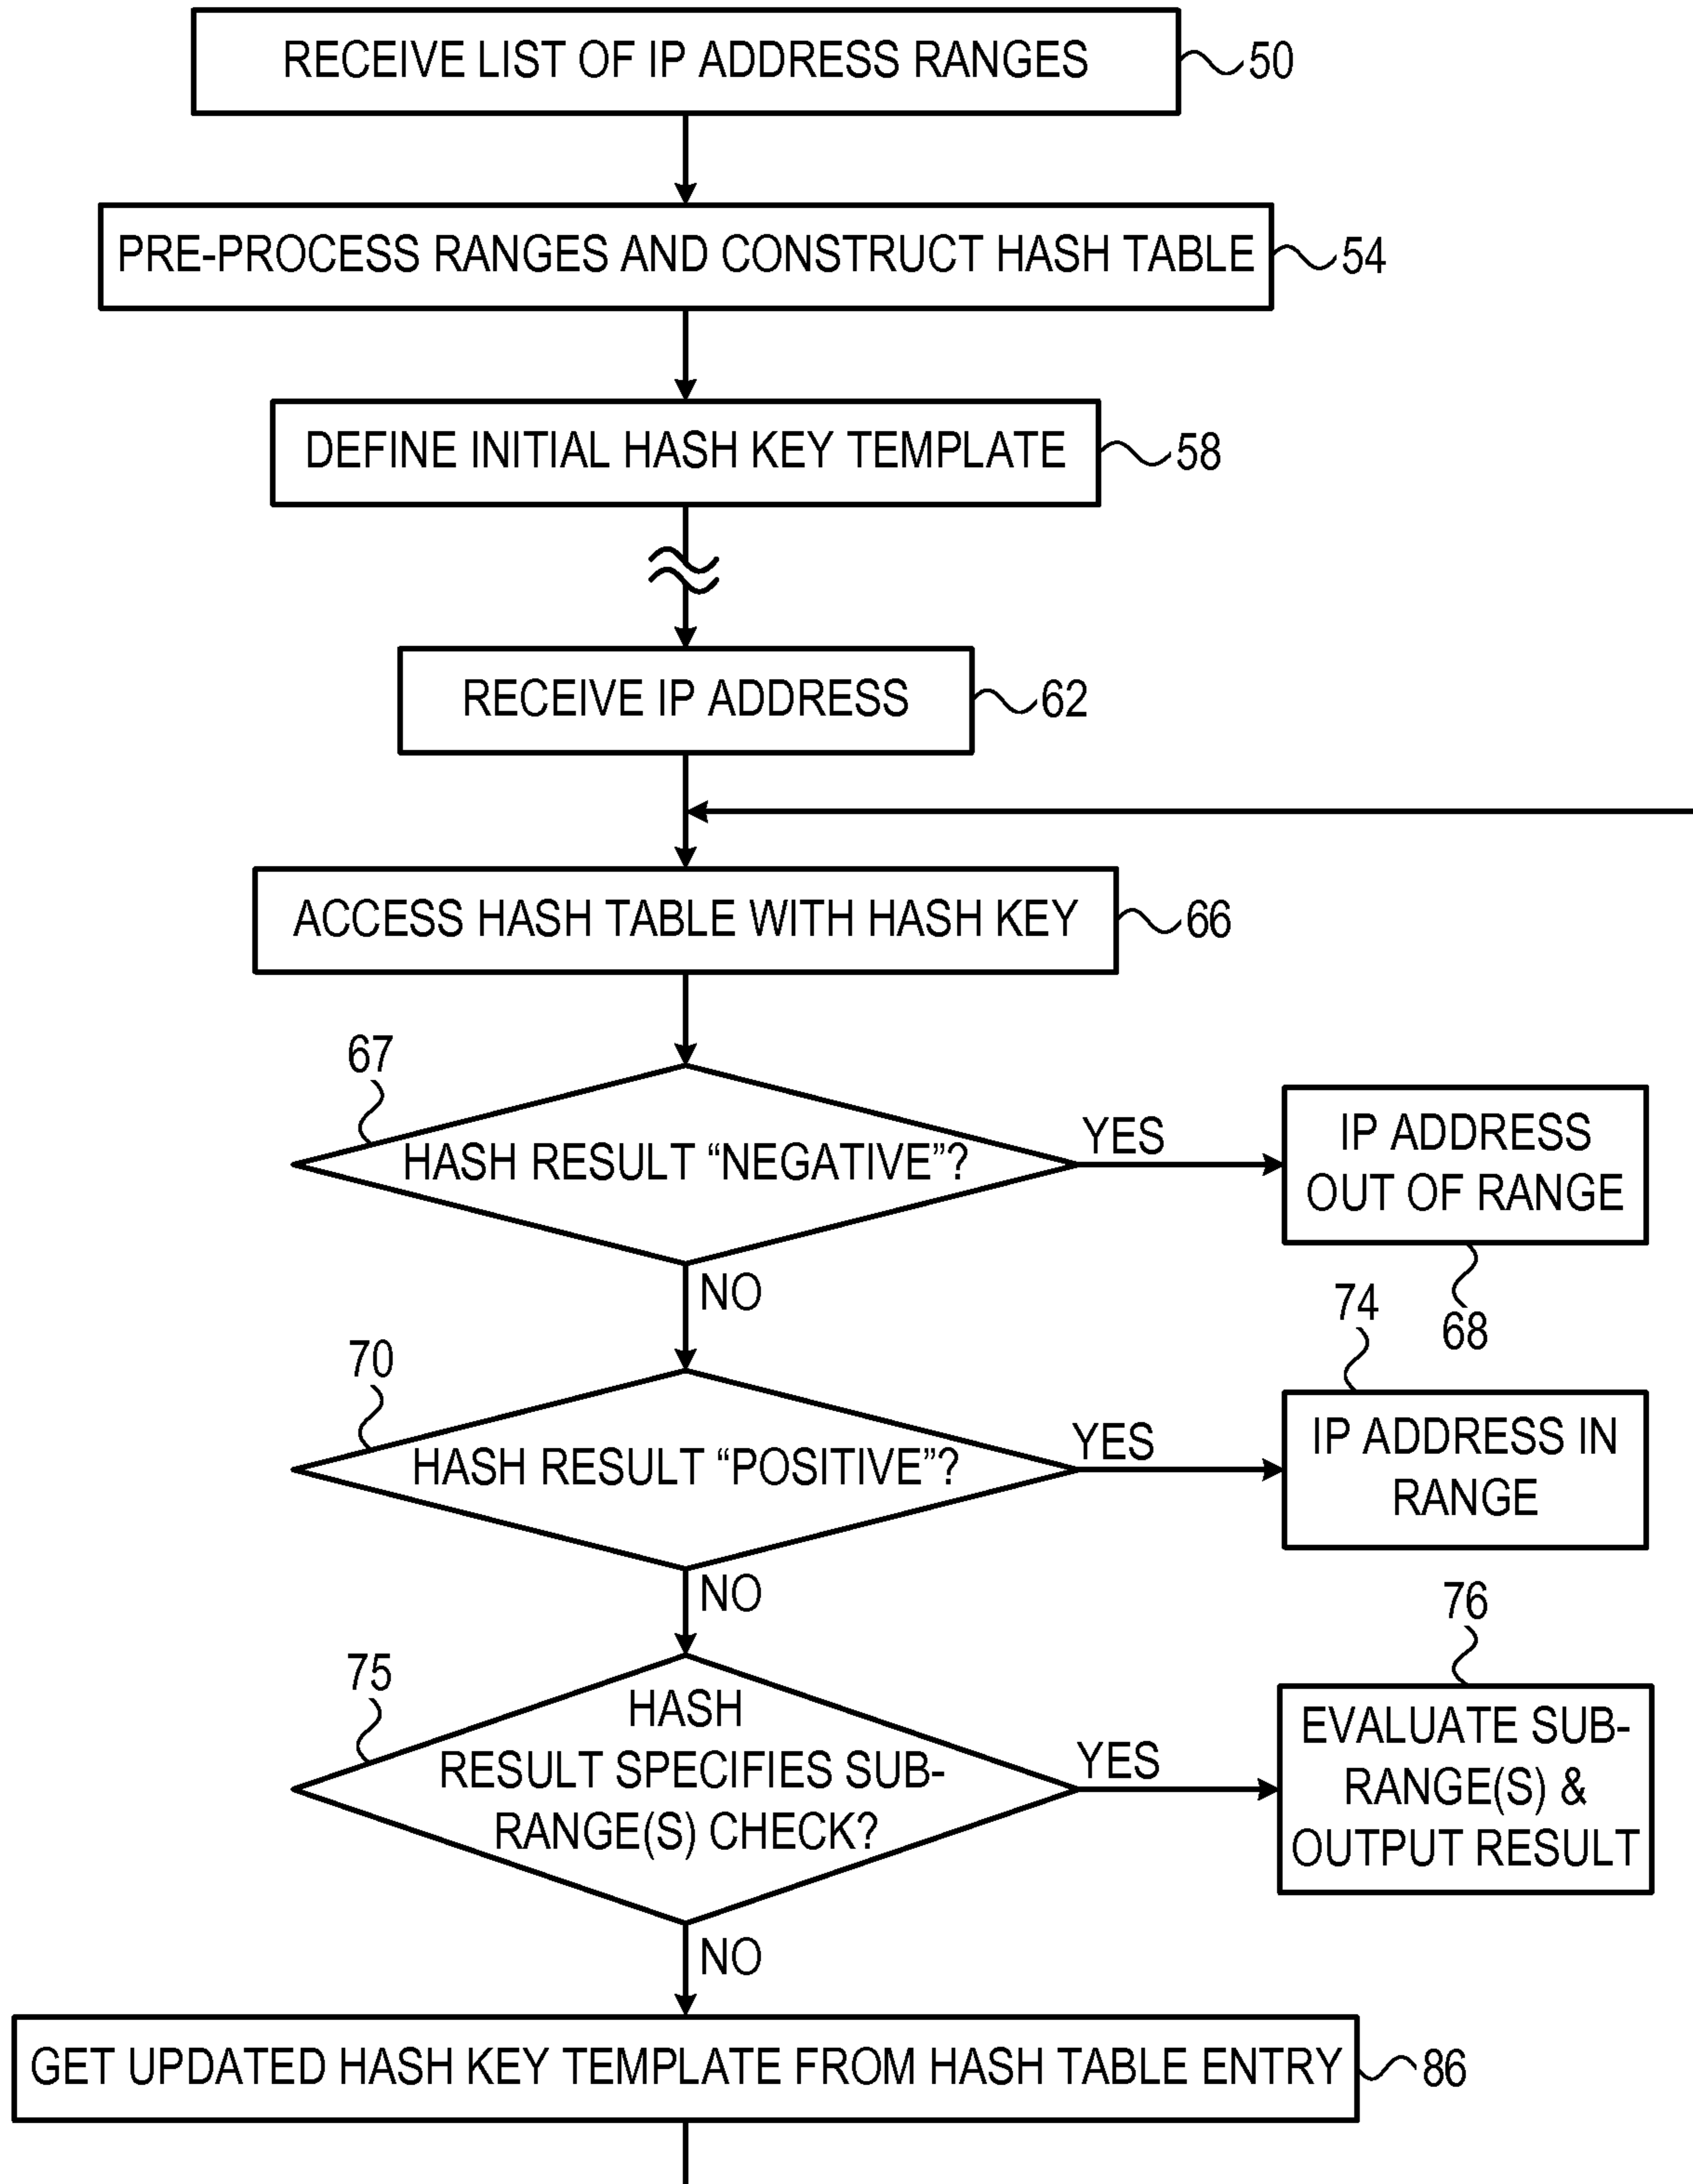 RECEIVE LIST OF IP ADDRESS RANGES
50
PRE-PROCESS RANGES AND CONSTRUCT HASH TABLE
54
DEFINE INITIAL HASH KEY TEMPLATE
58
RECEIVE IP ADDRESS
62
ACCESS HASH TABLE WITH HASH KEY
66
67
HASH RESULT “NEGATIVE”?
YES
IP ADDRESS
OUT OF RANGE
68
NO
70
HASH RESULT “POSITIVE”?
YES
74
IP ADDRESS IN
RANGE
NO
75
HASH
RESULT SPECIFIES SUB-
RANGE(S) CHECK?
YES
76
EVALUATE SUB-
RANGE(S) &
OUTPUT RESULT
NO
GET UPDATED HASH KEY TEMPLATE FROM HASH TABLE ENTRY
86